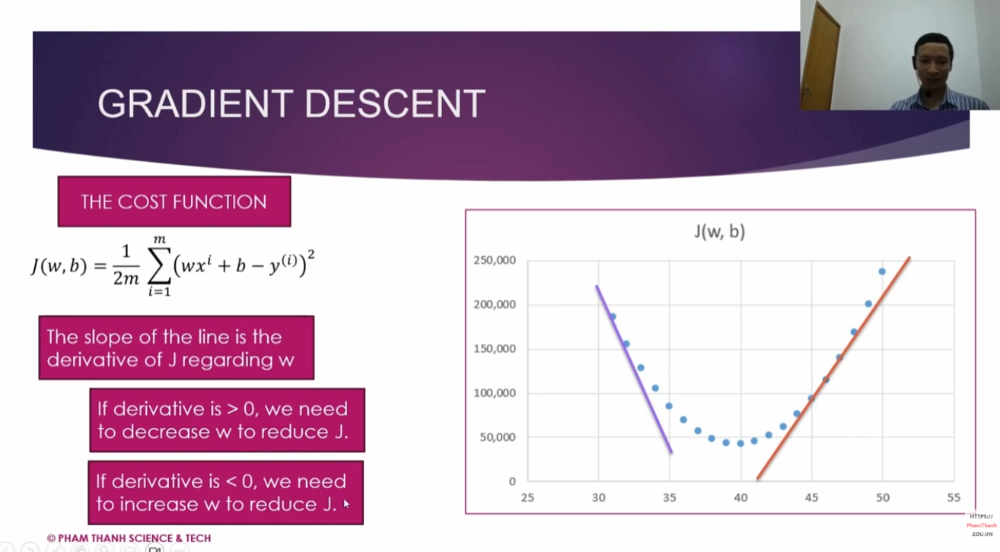 GRADIENT DESCENT
THE COST FUNCTION
J(w, b) = \frac{1}{2m} \sum_{i=1}^{m} (wx^{i} + b − y^{(i)})^{2}
The slope of the line is the
derivative of J regarding w
If derivative is > 0, we need
to decrease w to reduce J.
If derivative is < 0, we need
to increase w to reduce J.
J(w, b)
250,000
200,000
150,000
100,000
50,000
0
25 30 35 40 45 50 55
© PHAM THANH SCIENCE & TECH
HTTPS://
PhamThanh
.EDU.VN